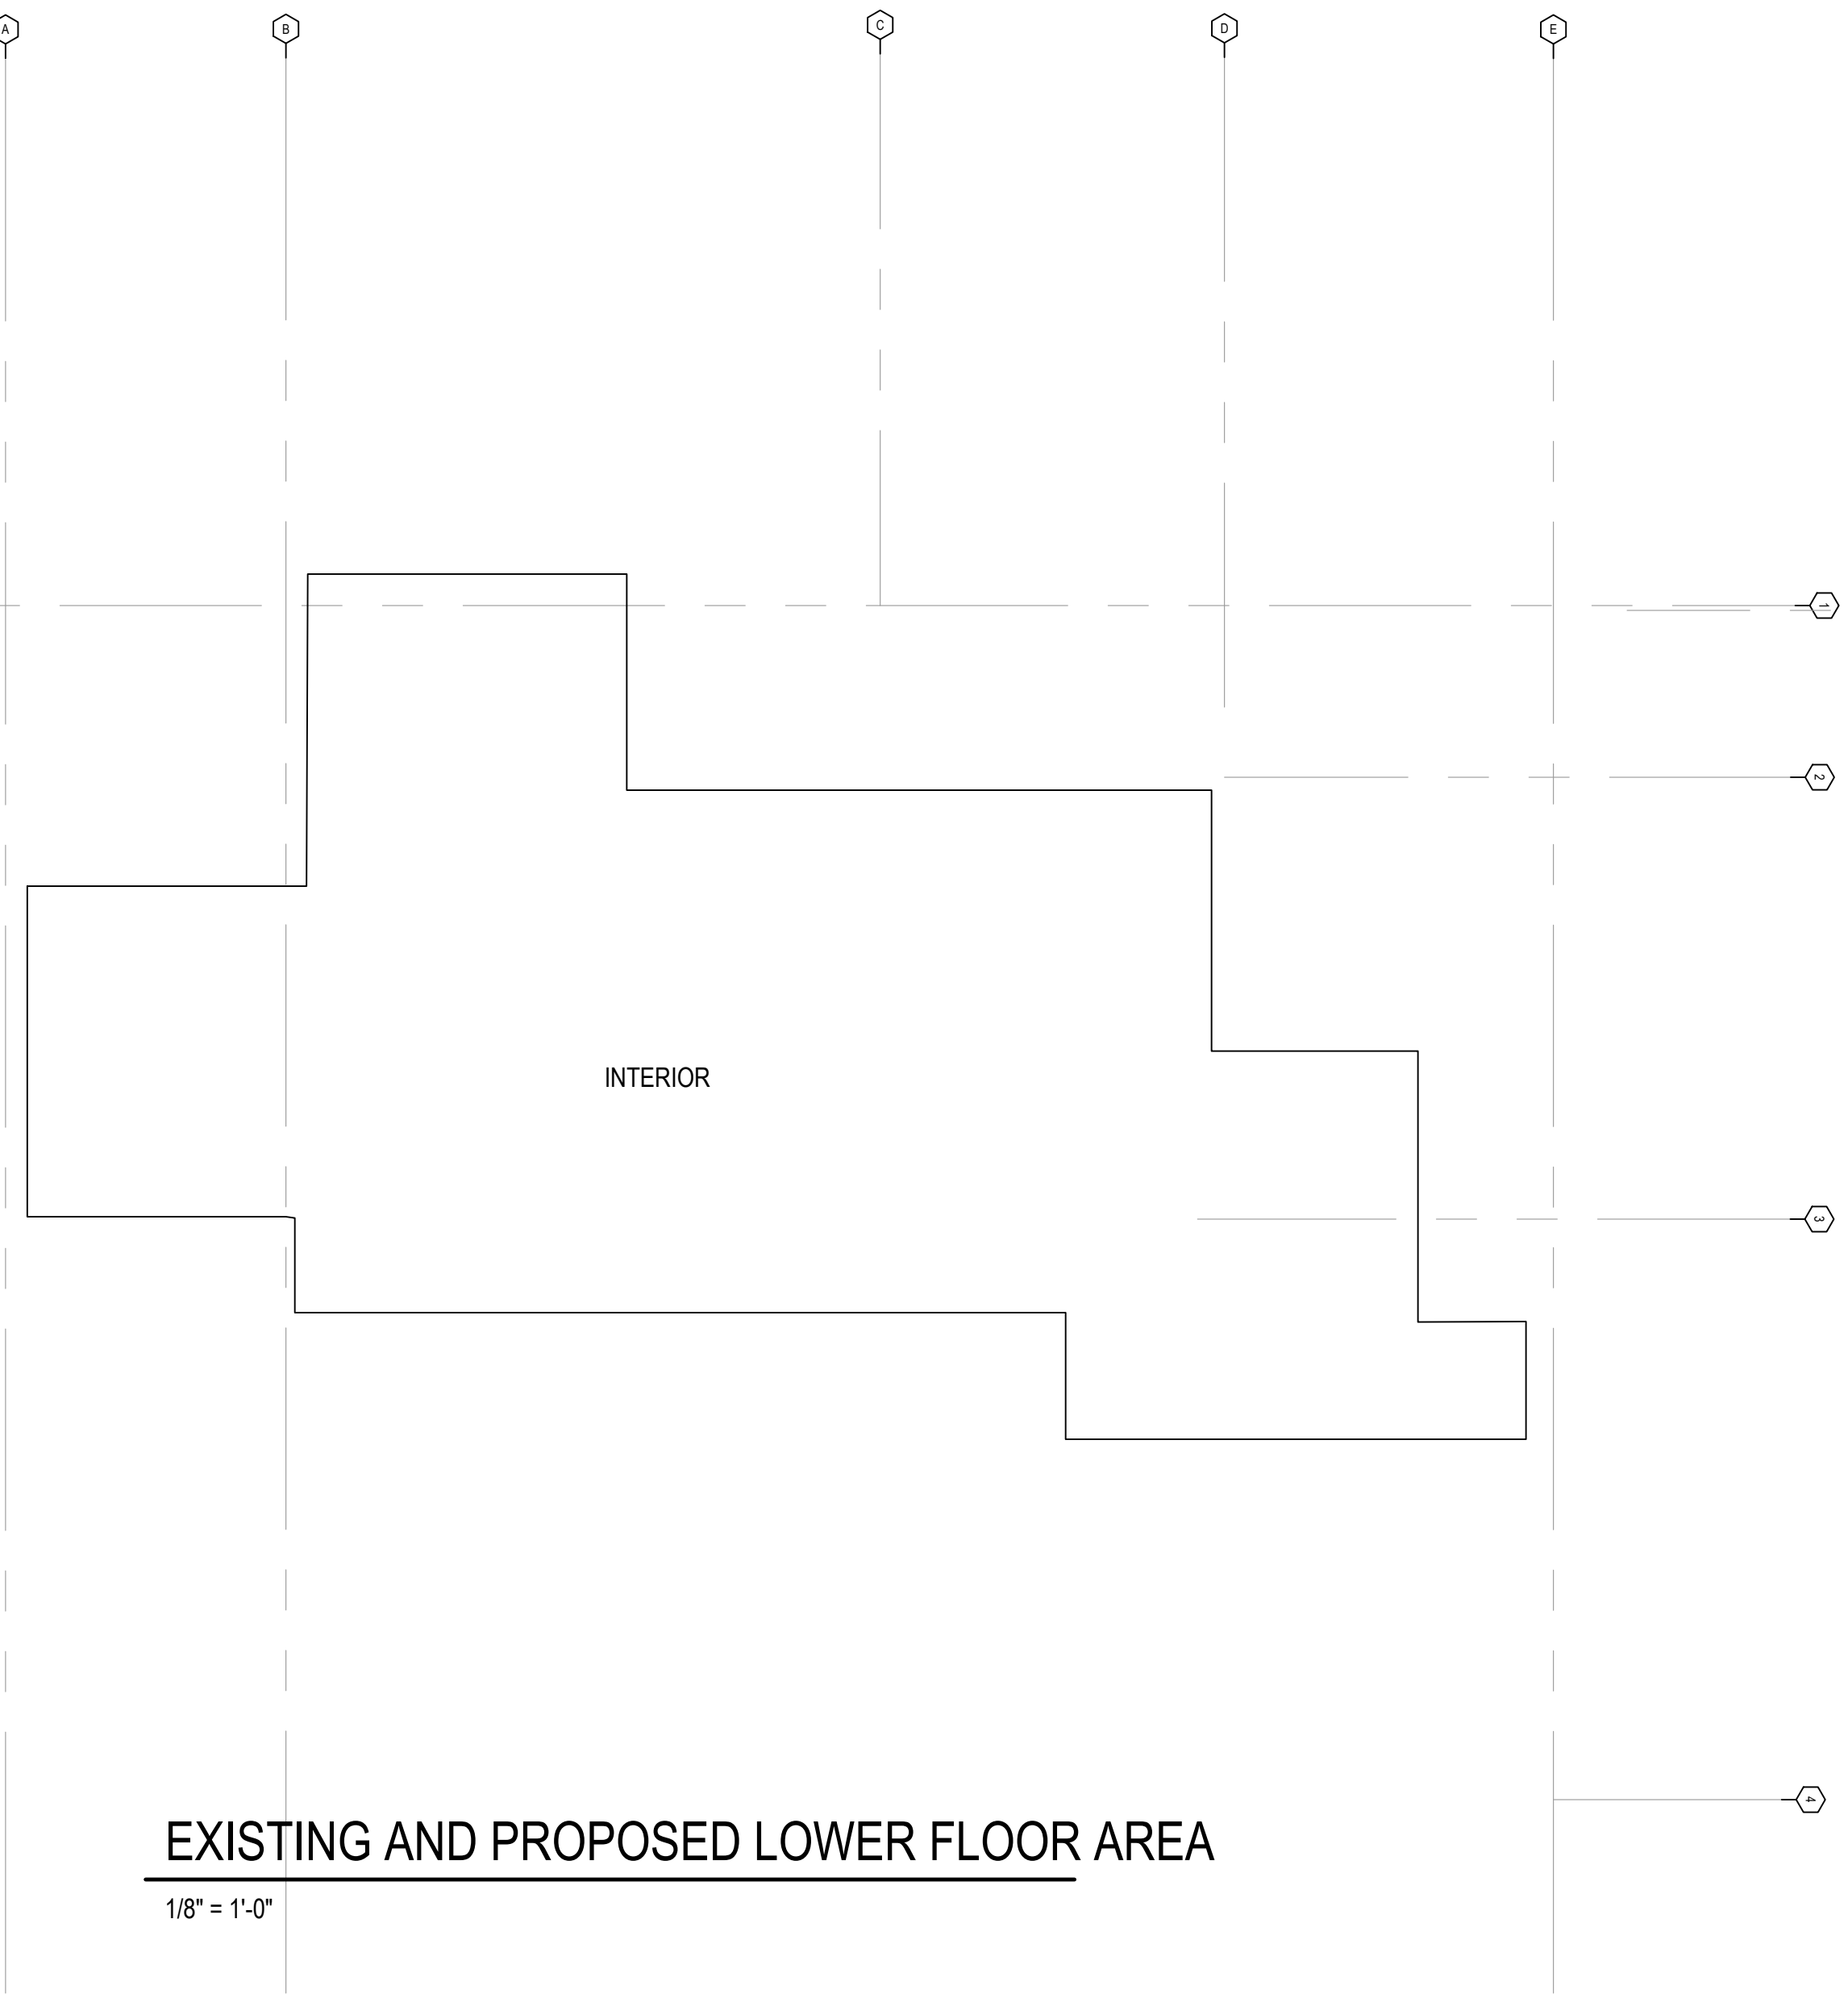 A
B
C
D
E
1
2
INTERIOR
3
4
EXISTING AND PROPOSED LOWER FLOOR AREA
1/8" = 1'-0"